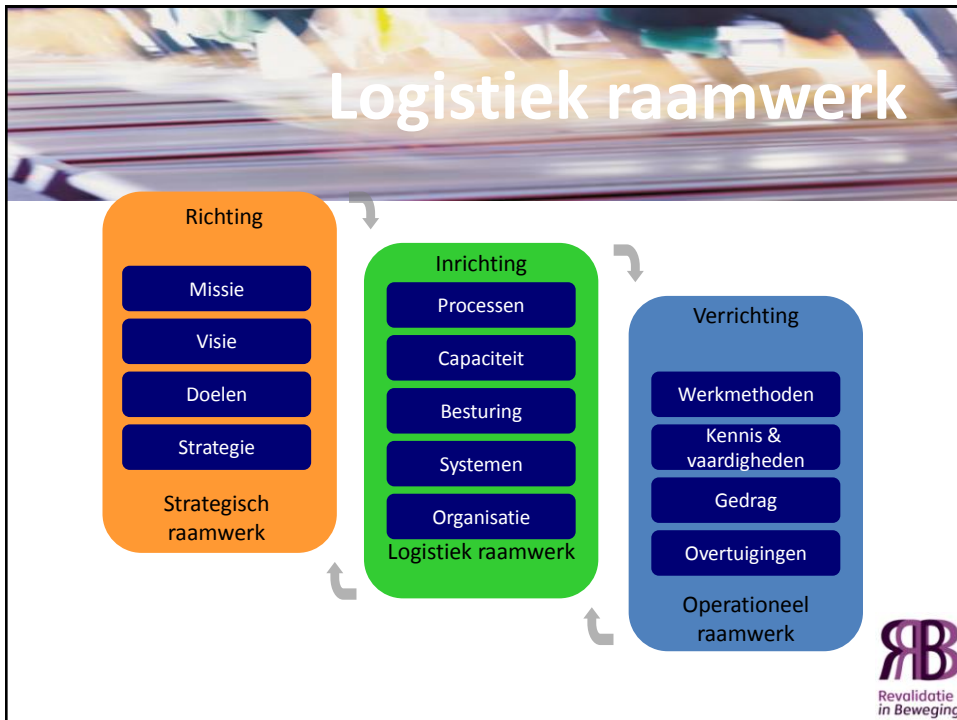 Logistiek raamwerk
Richting
Missie
Visie
Doelen
Strategie
Strategisch
raamwerk
Inrichting
Processen
Capaciteit
Besturing
Systemen
Organisatie
Logistiek raamwerk
Verrichting
Werkmethoden
Kennis &
vaardigheden
Gedrag
Overtuigingen
Operationeel
raamwerk
RRB
Revalidatie
in Beweging